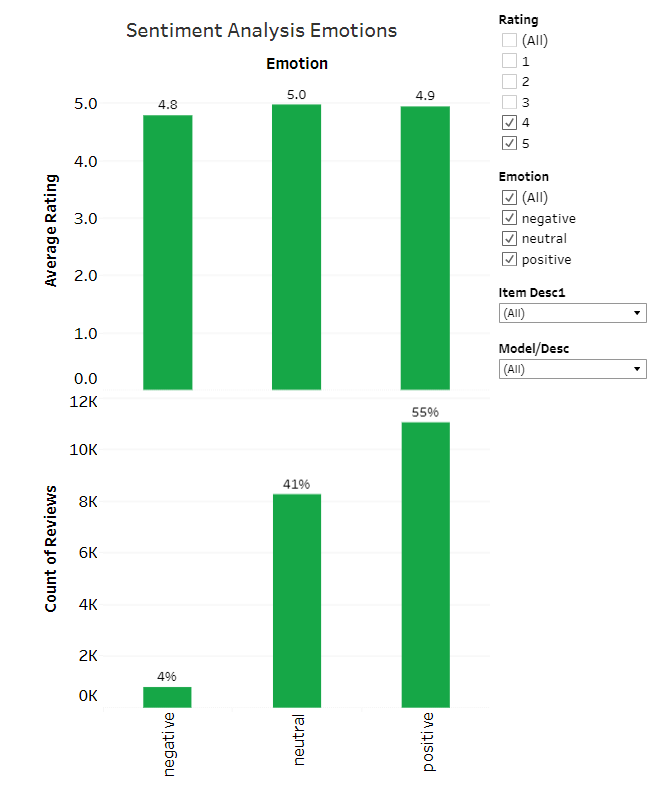 Sentiment Analysis Emotions
Emotion
Average Rating
5.0
4.0
3.0
2.0
1.0
0.0
4.8
5.0
4.9
Count of Reviews
12K
10K
8K
6K
4K
2K
0K
4%
41%
55%
negative
neutral
positive
Rating
(All)
1
2
3
4
5
Emotion
(All)
negative
neutral
positive
Item Desc1
(All)
Model/Desc
(All)